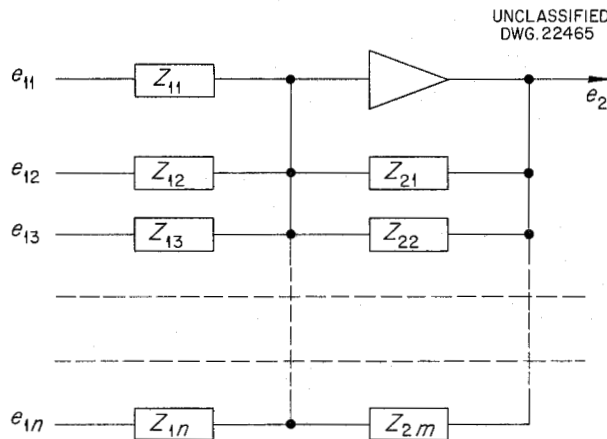 UNCLASSIFIED
DWG. 22465
e11 Z11
e2
e12 Z12 Z21
e13 Z13 Z22
e1n Z1n Z2m